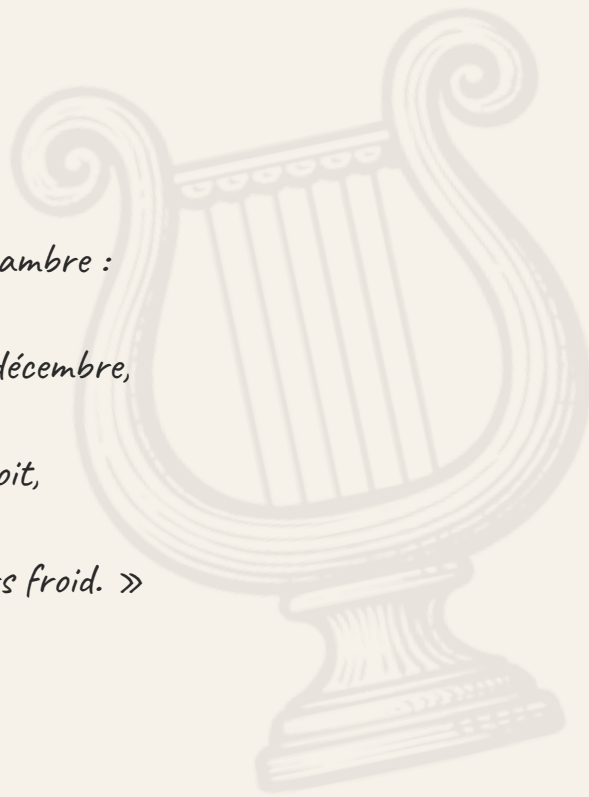 ambre :
décembre,
oit,
s froid. »